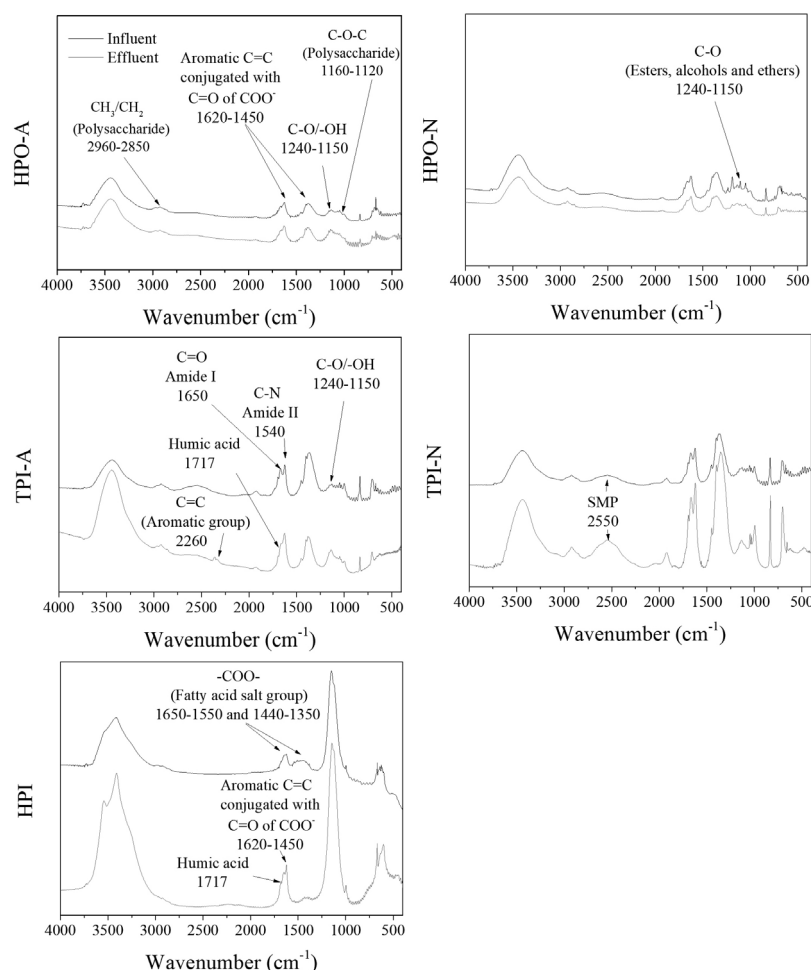 Influent
Effluent
CH₃/CH₂
(Polysaccharide)
2960-2850
Aromatic C=C
conjugated with
C=O of COO⁻
1620-1450
C-O-C
(Polysaccharide)
1160-1120
C-O/-OH
1240-1150
HPO-A
4000 3500 3000 2500 2000 1500 1000 500
Wavenumber (cm⁻¹)
C-O
(Esters, alcohols and ethers)
1240-1150
HPO-N
4000 3500 3000 2500 2000 1500 1000 500
Wavenumber (cm⁻¹)
C=O
Amide I
1650
C-N
Amide II
1540
C-O/-OH
1240-1150
Humic acid
1717
C=C
(Aromatic group)
2260
TPI-A
4000 3500 3000 2500 2000 1500 1000 500
Wavenumber (cm⁻¹)
SMP
2550
TPI-N
4000 3500 3000 2500 2000 1500 1000 500
Wavenumber (cm⁻¹)
-COO-
(Fatty acid salt group)
1650-1550 and 1440-1350
Aromatic C=C
conjugated with
C=O of COO⁻
1620-1450
Humic acid
1717
HPI
4000 3500 3000 2500 2000 1500 1000 500
Wavenumber (cm⁻¹)